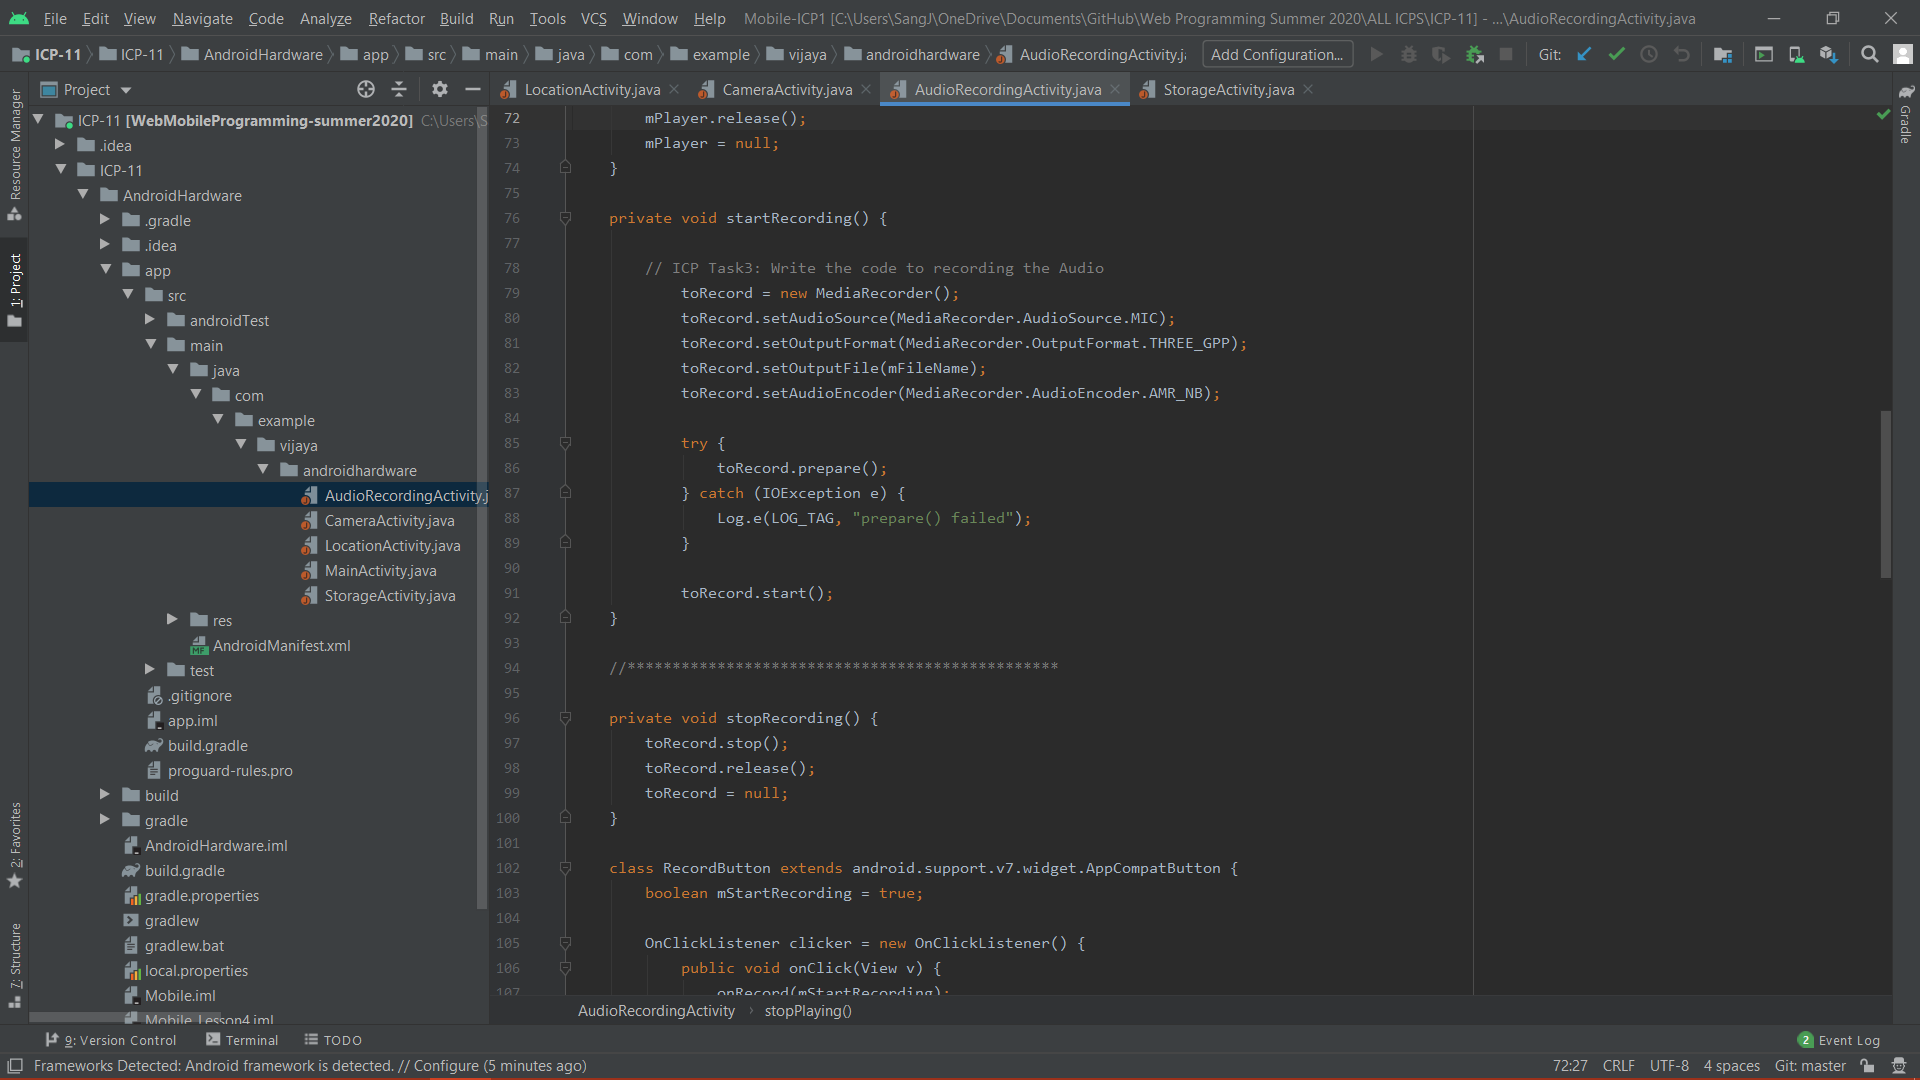 File Edit View Navigate Code Analyze Refactor Build Run Tools VCS Window Help Mobile-ICP1 [C:\Users\SangJ\OneDrive\Documents\GitHub\Web Programming Summer 2020\ALL ICPS\ICP-11] - ...\AudioRecordingActivity.java
ICP-11 ICP-11 AndroidHardware app src main java com example vijaya androidhardware AudioRecordingActivity.j Add Configuration... Git:
Project
LocationActivity.java CameraActivity.java AudioRecordingActivity.java StorageActivity.java
Resource Manager
1: Project
2: Favorites
7: Structure
Gradle
ICP-11 [WebMobileProgramming-summer2020] C:\Users\S
.idea
ICP-11
AndroidHardware
.gradle
.idea
app
src
androidTest
main
java
com
example
vijaya
androidhardware
AudioRecordingActivity.j
CameraActivity.java
LocationActivity.java
MainActivity.java
StorageActivity.java
res
AndroidManifest.xml
test
.gitignore
app.iml
build.gradle
proguard-rules.pro
build
gradle
AndroidHardware.iml
build.gradle
gradle.properties
gradlew
gradlew.bat
local.properties
Mobile.iml
Mobile_Lesson4.iml
72 mPlayer.release();
73 mPlayer = null;
74 }
75
76 private void startRecording() {
77
78 // ICP Task3: Write the code to recording the Audio
79 toRecord = new MediaRecorder();
80 toRecord.setAudioSource(MediaRecorder.AudioSource.MIC);
81 toRecord.setOutputFormat(MediaRecorder.OutputFormat.THREE_GPP);
82 toRecord.setOutputFile(mFileName);
83 toRecord.setAudioEncoder(MediaRecorder.AudioEncoder.AMR_NB);
84
85 try {
86 toRecord.prepare();
87 } catch (IOException e) {
88 Log.e(LOG_TAG, "prepare() failed");
89 }
90
91 toRecord.start();
92 }
93
94 //************************************************
95
96 private void stopRecording() {
97 toRecord.stop();
98 toRecord.release();
99 toRecord = null;
100 }
101
102 class RecordButton extends android.support.v7.widget.AppCompatButton {
103 boolean mStartRecording = true;
104
105 OnClickListener clicker = new OnClickListener() {
106 public void onClick(View v) {
107 onRecord(mStartRecording);
AudioRecordingActivity › stopPlaying()
9: Version Control Terminal TODO 2 Event Log
Frameworks Detected: Android framework is detected. // Configure (5 minutes ago) 72:27 CRLF UTF-8 4 spaces Git: master